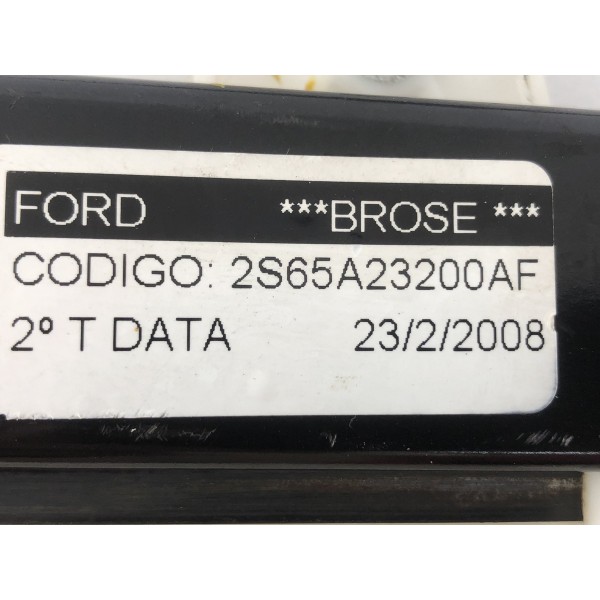 FORD ***BROSE ***
CODIGO: 2S65A23200AF
2º T DATA 23/2/2008